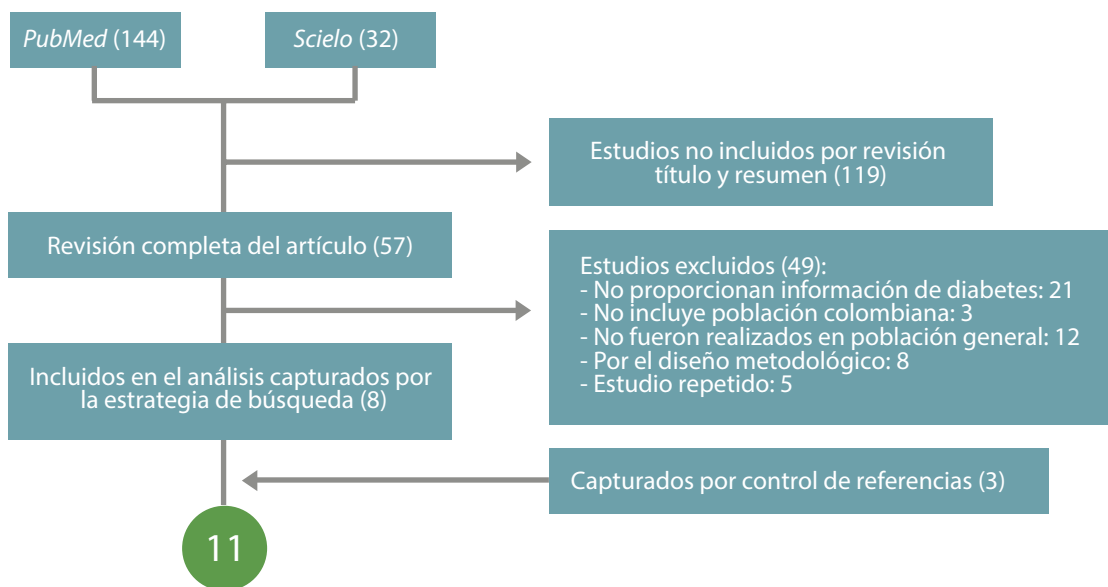 PubMed (144)
Scielo (32)
Estudios no incluidos por revisión
título y resumen (119)
Revisión completa del artículo (57)
Estudios excluidos (49):
- No proporcionan información de diabetes: 21
- No incluye población colombiana: 3
- No fueron realizados en población general: 12
- Por el diseño metodológico: 8
- Estudio repetido: 5
Incluidos en el análisis capturados por
la estrategia de búsqueda (8)
Capturados por control de referencias (3)
11